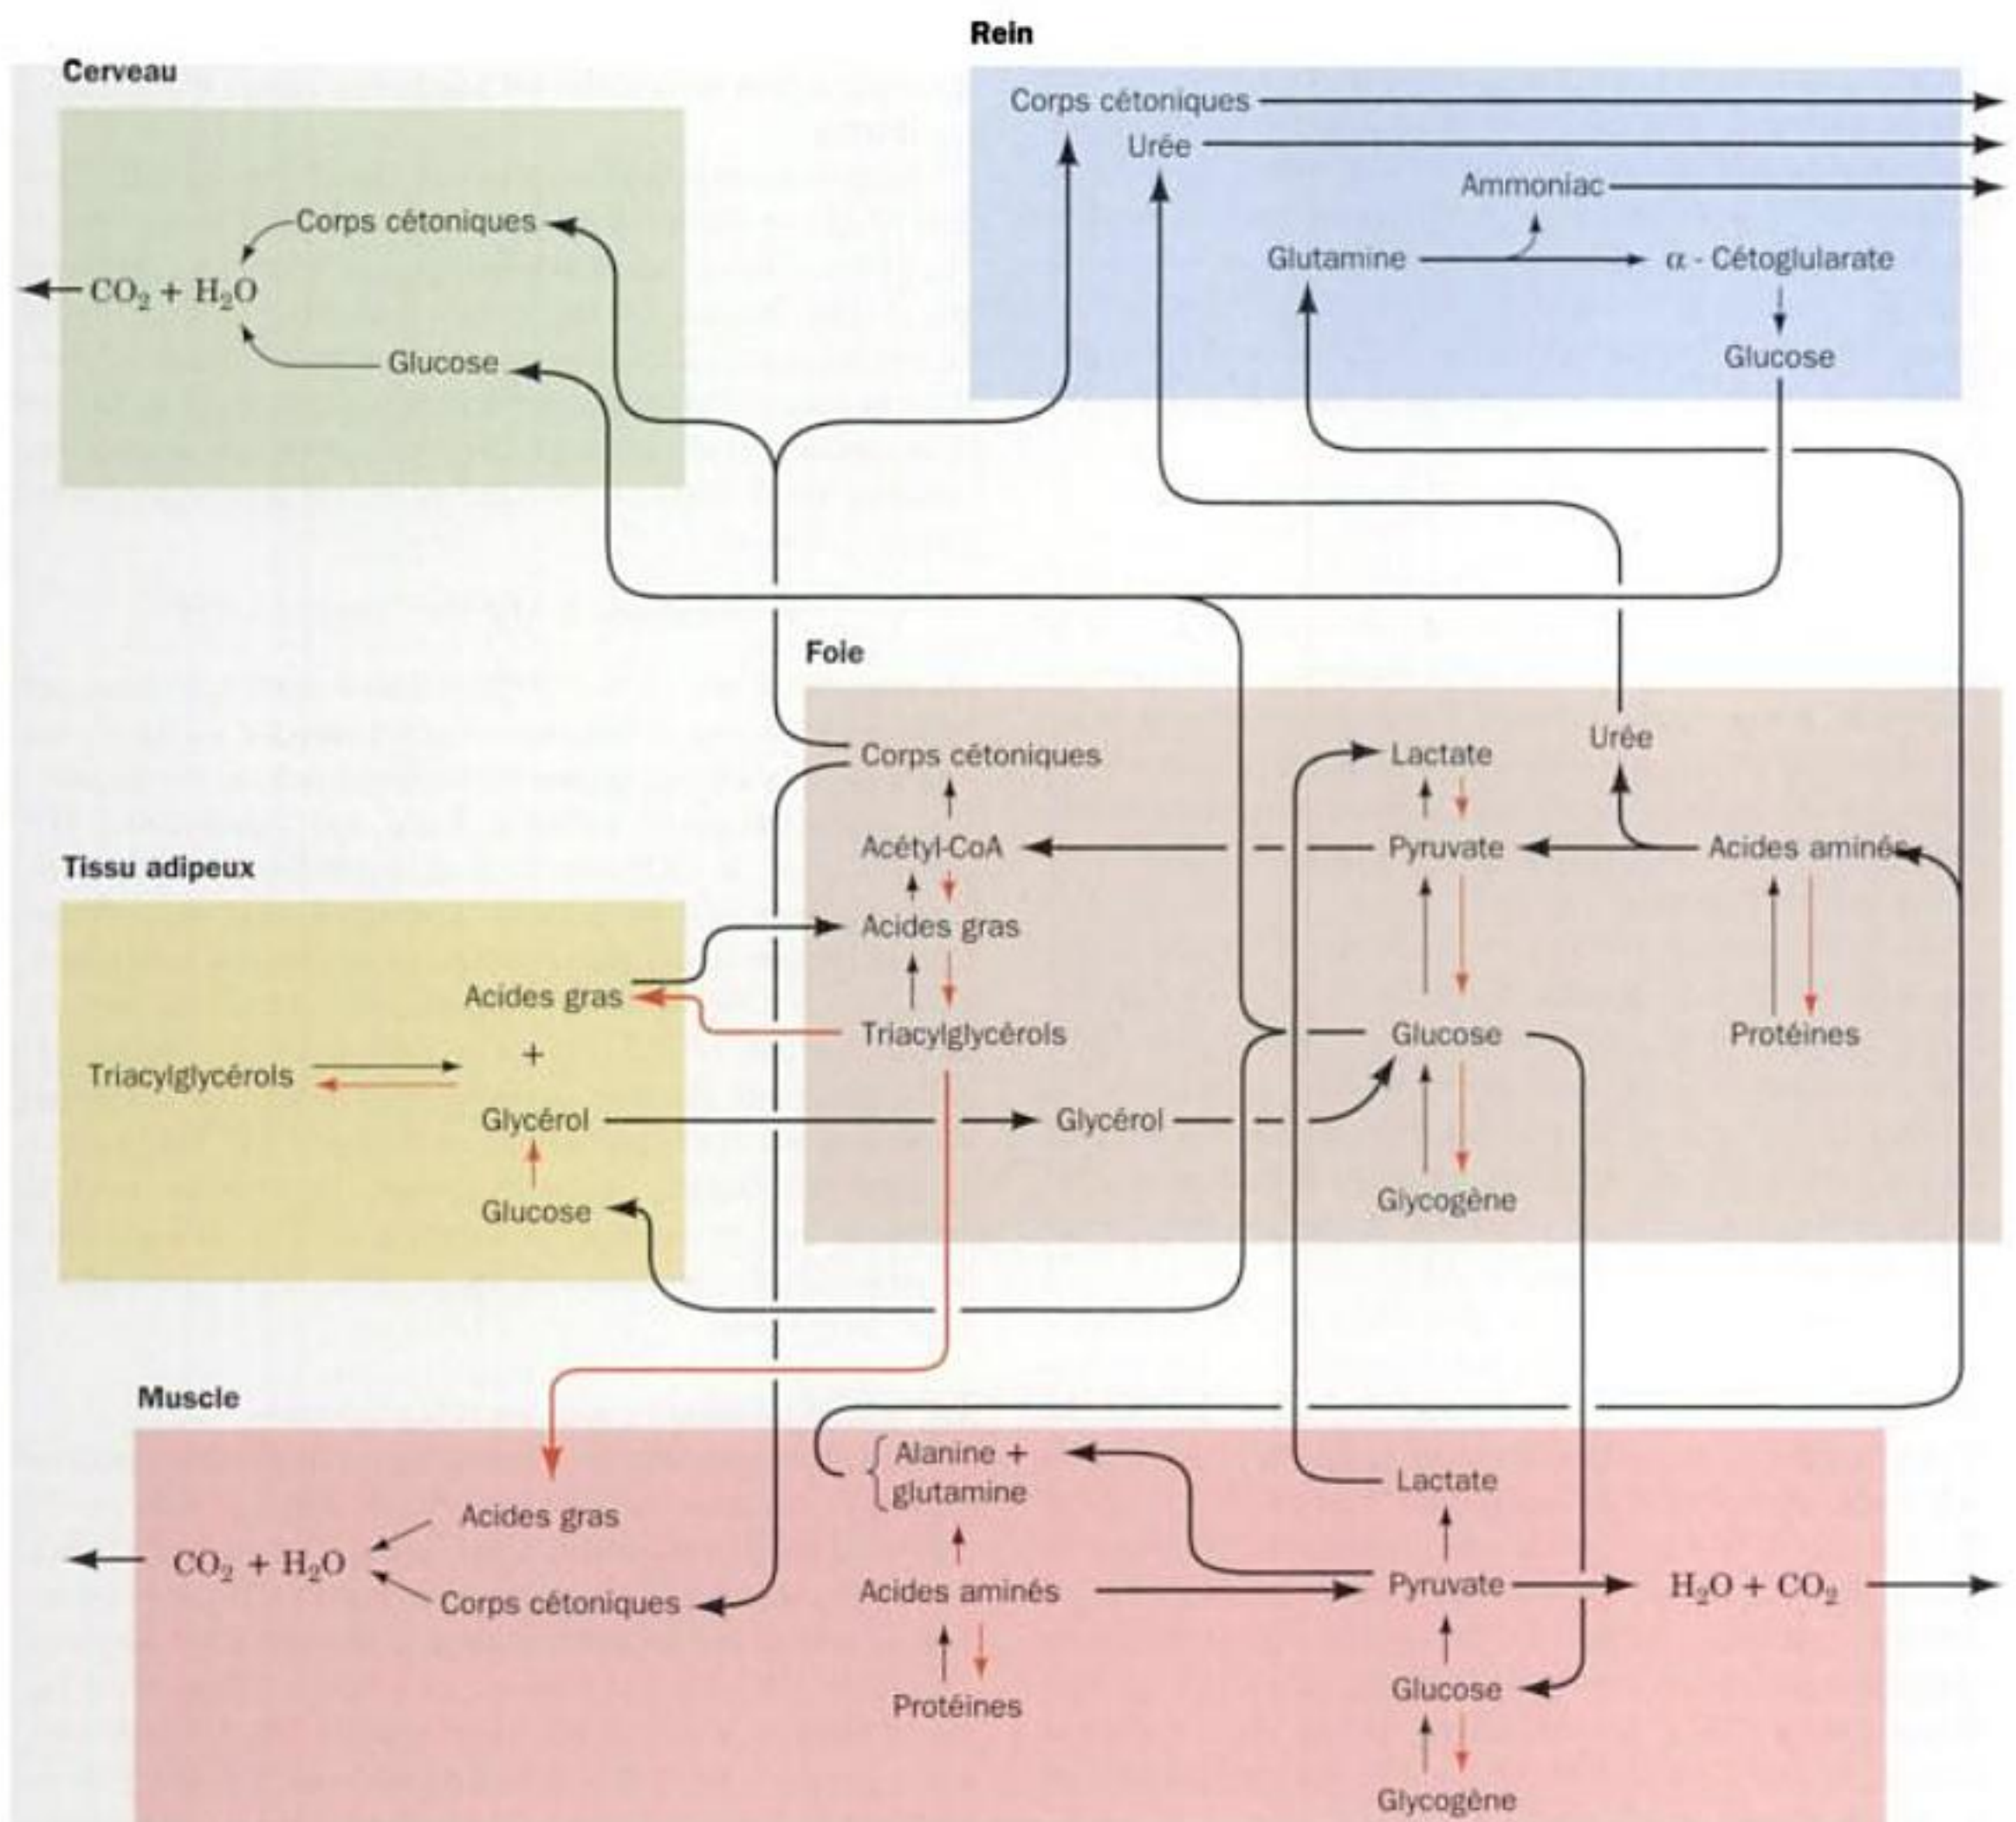 Rein
Cerveau
Corps cétoniques
Urée
Ammoniac
Glutamine
α - Cétoglularate
Glucose
Corps cétoniques
CO₂ + H₂O
Glucose
Foie
Corps cétoniques
Lactate
Urée
Acétyl-CoA
Pyruvate
Acides aminés
Acides gras
Triacylglycérols
Glucose
Protéines
Glycérol
Glycogène
Tissu adipeux
Acides gras
+
Triacylglycérols
Glycérol
Glucose
Muscle
Alanine +
glutamine
Lactate
Acides gras
CO₂ + H₂O
Corps cétoniques
Acides aminés
Pyruvate
H₂O + CO₂
Protéines
Glucose
Glycogène